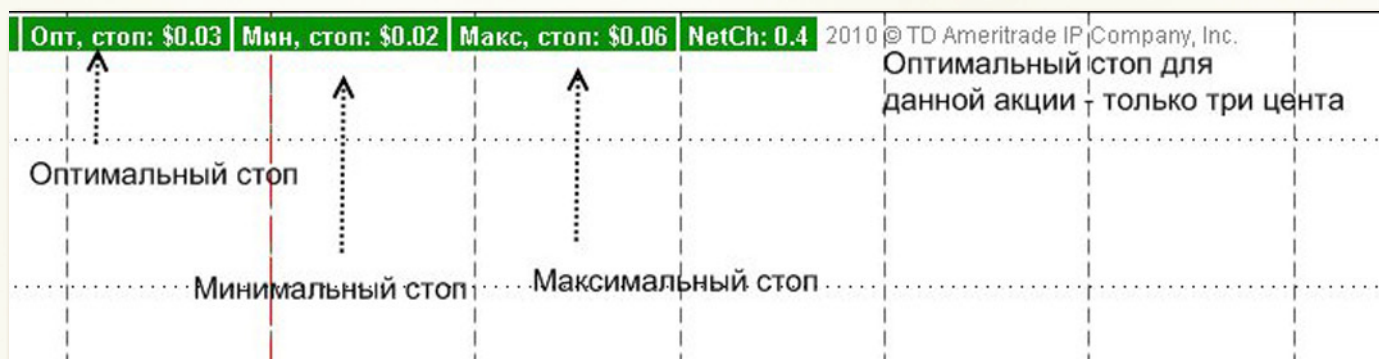 Опт, стоп: $0.03 Мин, стоп: $0.02 Макс, стоп: $0.06 NetCh: 0.4 2010 © TD Ameritrade IP Company, Inc.
Оптимальный стоп для
данной акции - только три цента
Оптимальный стоп
Минимальный стоп
Максимальный стоп